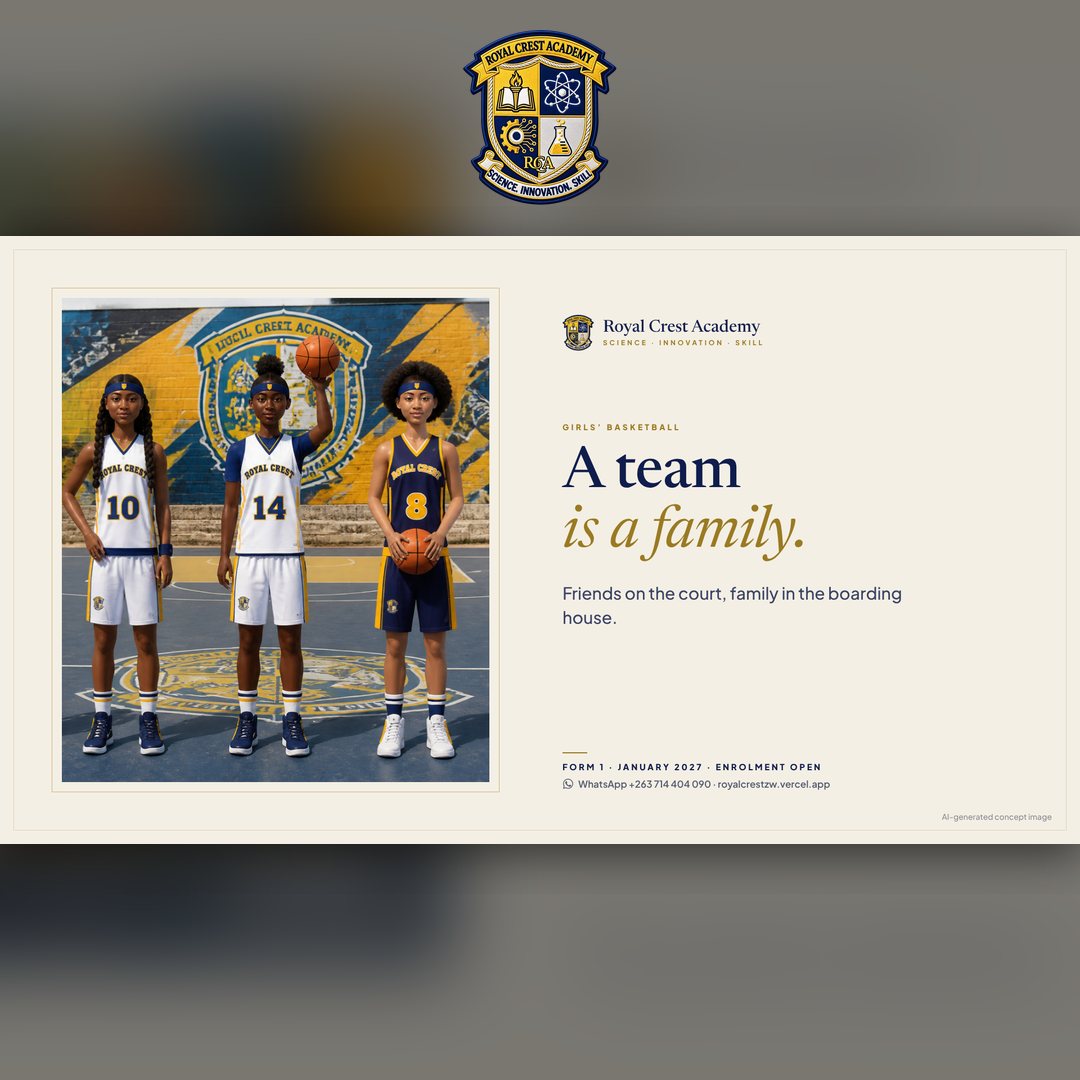 ROYAL CREST ACADEMY
RCA
SCIENCE. INNOVATION. SKILL
Royal Crest Academy
SCIENCE · INNOVATION · SKILL
GIRLS' BASKETBALL
A team
is a family.
Friends on the court, family in the boarding
house.
ROYAL CREST
10
ROYAL CREST
14
ROYAL CREST
8
FORM 1 · JANUARY 2027 · ENROLMENT OPEN
WhatsApp +263 714 404 090 · royalcrestzw.vercel.app
AI-generated concept image